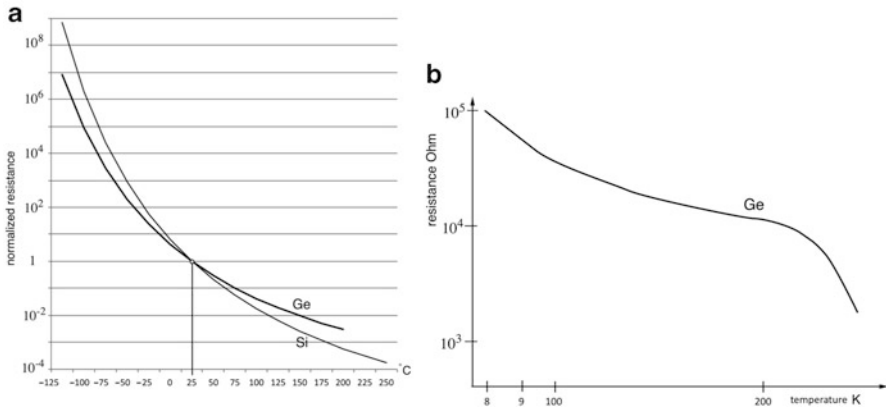 a
normalized resistance
10^8
10^6
10^4
10^2
1
10^-2
10^-4
Ge
Si
-125 -100 -75 -50 -25 0 25 50 75 100 125 150 175 200 250 °C
b
resistance Ohm
10^5
10^4
10^3
Ge
8 9 100 200 temperature K